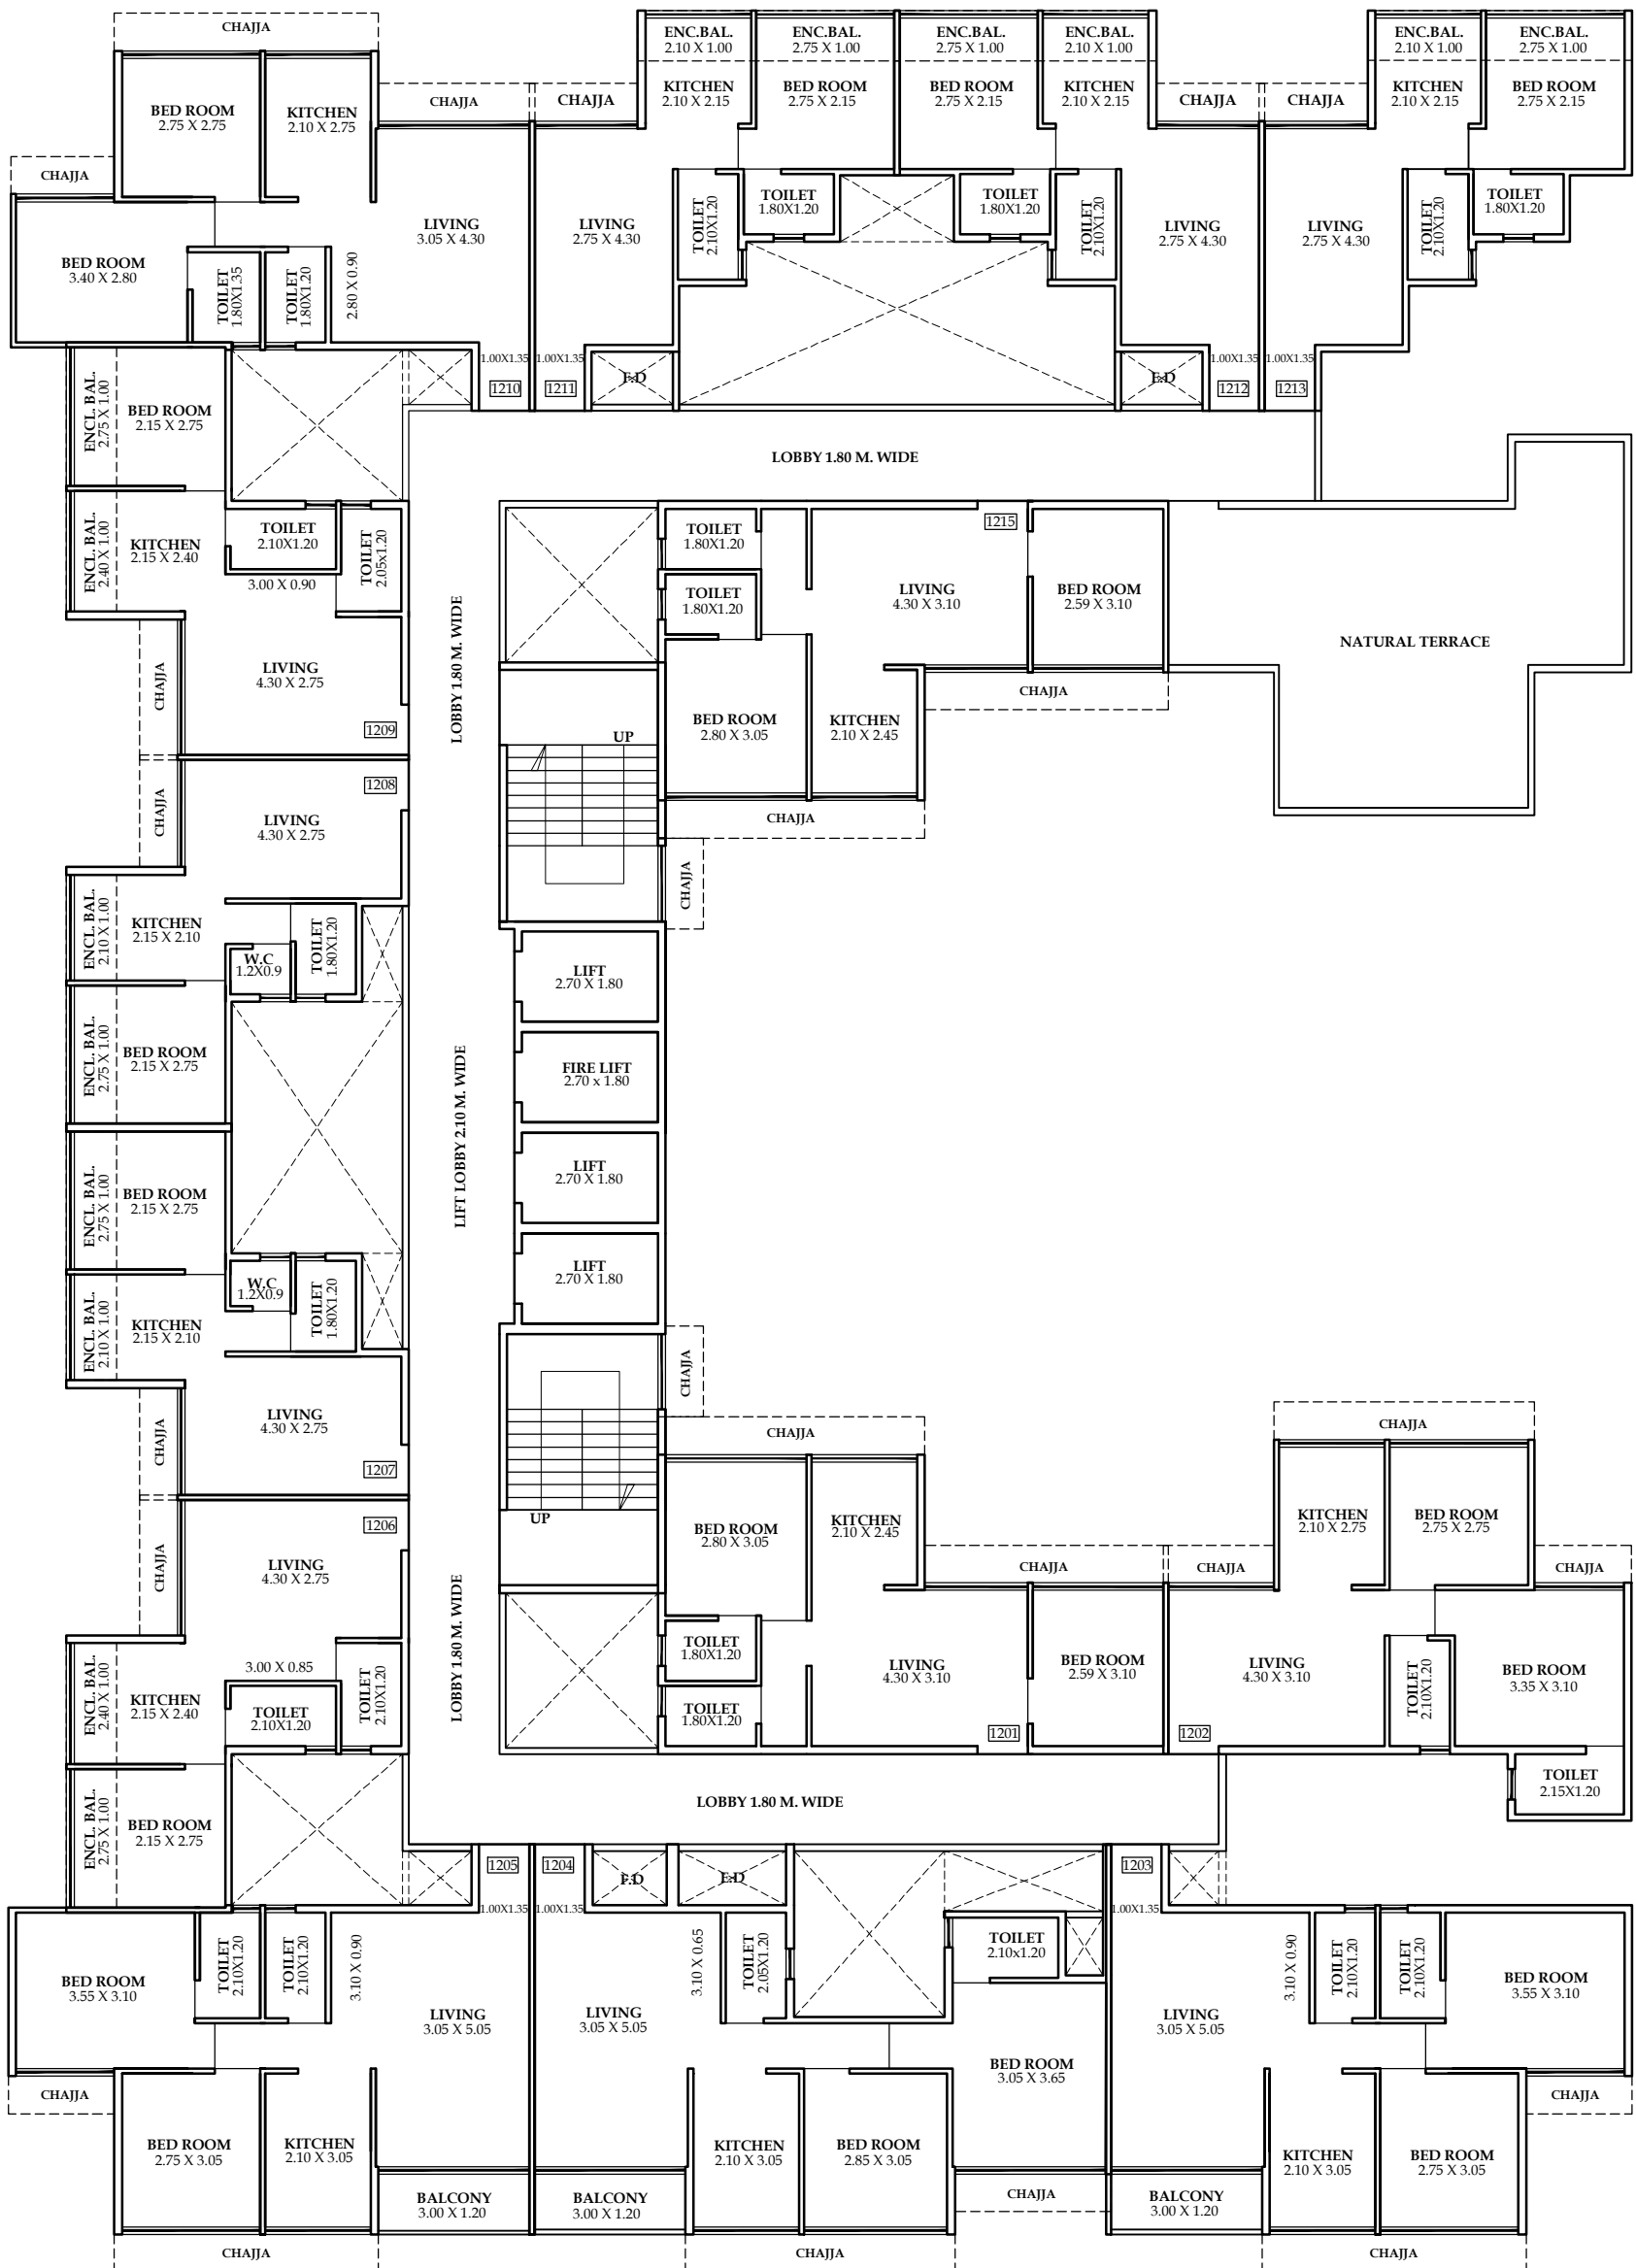 CHAJJA
ENC.BAL.
2.10 X 1.00
ENC.BAL.
2.75 X 1.00
ENC.BAL.
2.75 X 1.00
ENC.BAL.
2.10 X 1.00
ENC.BAL.
2.10 X 1.00
ENC.BAL.
2.75 X 1.00
BED ROOM
2.75 X 2.75
KITCHEN
2.10 X 2.75
CHAJJA
CHAJJA
KITCHEN
2.10 X 2.15
BED ROOM
2.75 X 2.15
BED ROOM
2.75 X 2.15
KITCHEN
2.10 X 2.15
CHAJJA
CHAJJA
KITCHEN
2.10 X 2.15
BED ROOM
2.75 X 2.15
CHAJJA
BED ROOM
3.40 X 2.80
TOILET
1.80X1.35
TOILET
1.80X1.20
2.80 X 0.90
LIVING
3.05 X 4.30
LIVING
2.75 X 4.30
TOILET
2.10X1.20
TOILET
1.80X1.20
TOILET
1.80X1.20
TOILET
2.10X1.20
LIVING
2.75 X 4.30
LIVING
2.75 X 4.30
TOILET
2.10X1.20
TOILET
1.80X1.20
1.00X1.35
1.00X1.35
1.00X1.35
1.00X1.35
1210
1211
F.D
F.D
1212
1213
ENCL. BAL.
2.75 X 1.00
BED ROOM
2.15 X 2.75
LOBBY 1.80 M. WIDE
ENCL. BAL.
2.40 X 1.00
KITCHEN
2.15 X 2.40
TOILET
2.10X1.20
TOILET
2.05x1.20
3.00 X 0.90
TOILET
1.80X1.20
TOILET
1.80X1.20
1215
LIVING
4.30 X 3.10
BED ROOM
2.59 X 3.10
NATURAL TERRACE
CHAJJA
LIVING
4.30 X 2.75
1209
LOBBY 1.80 M. WIDE
UP
BED ROOM
2.80 X 3.05
KITCHEN
2.10 X 2.45
CHAJJA
CHAJJA
1208
LIVING
4.30 X 2.75
CHAJJA
CHAJJA
ENCL. BAL.
2.10 X 1.00
KITCHEN
2.15 X 2.10
W.C
1.2X0.9
TOILET
1.80X1.20
LIFT
2.70 X 1.80
ENCL. BAL.
2.75 X 1.00
BED ROOM
2.15 X 2.75
FIRE LIFT
2.70 x 1.80
LIFT LOBBY 2.10 M. WIDE
ENCL. BAL.
2.75 X 1.00
BED ROOM
2.15 X 2.75
LIFT
2.70 X 1.80
ENCL. BAL.
2.10 X 1.00
KITCHEN
2.15 X 2.10
W.C
1.2X0.9
TOILET
1.80X1.20
LIFT
2.70 X 1.80
CHAJJA
CHAJJA
LIVING
4.30 X 2.75
1207
CHAJJA
CHAJJA
1206
LIVING
4.30 X 2.75
LOBBY 1.80 M. WIDE
UP
BED ROOM
2.80 X 3.05
KITCHEN
2.10 X 2.45
CHAJJA
CHAJJA
CHAJJA
KITCHEN
2.10 X 2.75
BED ROOM
2.75 X 2.75
CHAJJA
ENCL. BAL.
2.40 X 1.00
KITCHEN
2.15 X 2.40
3.00 X 0.85
TOILET
2.10X1.20
TOILET
2.10X1.20
TOILET
1.80X1.20
TOILET
1.80X1.20
LIVING
4.30 X 3.10
1201
BED ROOM
2.59 X 3.10
LIVING
4.30 X 3.10
1202
TOILET
2.10X1.20
BED ROOM
3.35 X 3.10
TOILET
2.15X1.20
ENCL. BAL.
2.75 X 1.00
BED ROOM
2.15 X 2.75
LOBBY 1.80 M. WIDE
1205
1204
F.D
F.D
1203
1.00X1.35
1.00X1.35
1.00X1.35
BED ROOM
3.55 X 3.10
TOILET
2.10X1.20
TOILET
2.10X1.20
3.10 X 0.90
LIVING
3.05 X 5.05
LIVING
3.05 X 5.05
3.10 X 0.65
TOILET
2.05X1.20
TOILET
2.10x1.20
LIVING
3.05 X 5.05
3.10 X 0.90
TOILET
2.10X1.20
TOILET
2.10X1.20
BED ROOM
3.55 X 3.10
CHAJJA
BED ROOM
3.05 X 3.65
CHAJJA
BED ROOM
2.75 X 3.05
KITCHEN
2.10 X 3.05
KITCHEN
2.10 X 3.05
BED ROOM
2.85 X 3.05
KITCHEN
2.10 X 3.05
BED ROOM
2.75 X 3.05
BALCONY
3.00 X 1.20
BALCONY
3.00 X 1.20
CHAJJA
BALCONY
3.00 X 1.20
CHAJJA
CHAJJA
CHAJJA